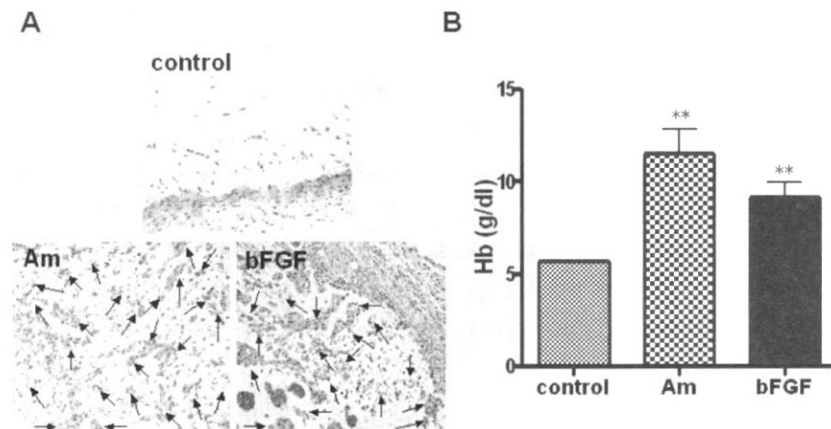 A
control
Am
bFGF
B
Hb (g/dl)
15
10
5
0
**
**
control
Am
bFGF